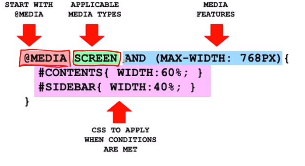 START WITH @MEDIA
APPLICABLE MEDIA TYPES
MEDIA FEATURES
@MEDIA SCREEN AND (MAX-WIDTH: 768PX){
#CONTENTS{ WIDTH:60%; }
#SIDEBAR{ WIDTH:40%; }
}
CSS TO APPLY
WHEN CONDITIONS
ARE MET